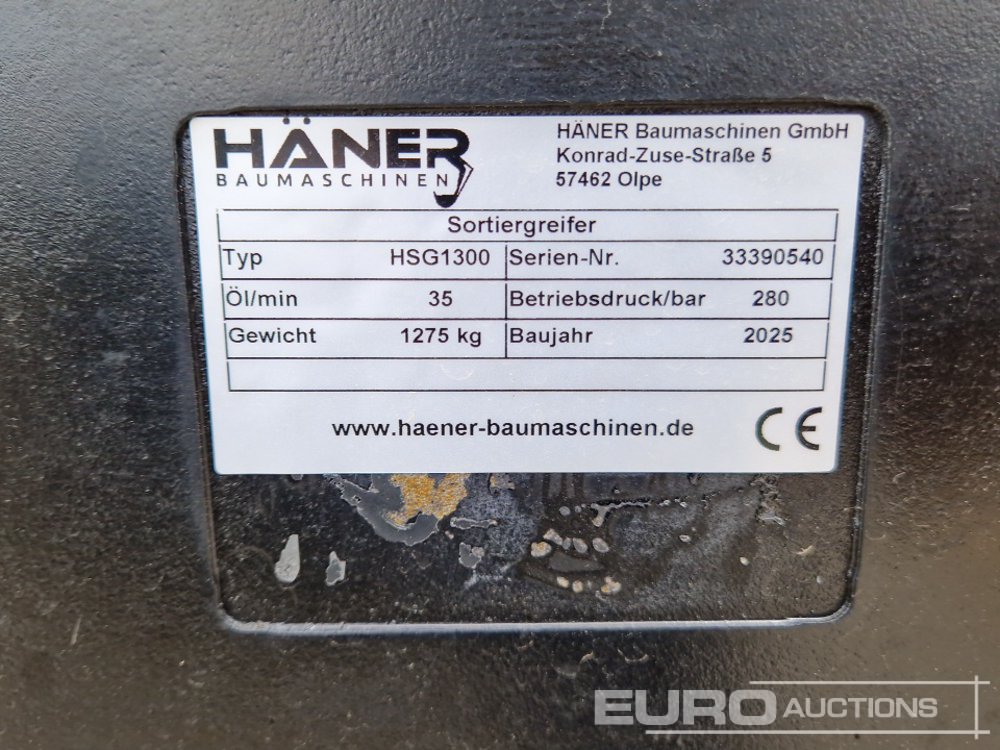 HÄNER
BAUMASCHINEN
HÄNER Baumaschinen GmbH
Konrad-Zuse-Straße 5
57462 Olpe
Sortiergreifer
Typ HSG1300 Serien-Nr. 33390540
Öl/min 35 Betriebsdruck/bar 280
Gewicht 1275 kg Baujahr 2025
www.haener-baumaschinen.de CE
EURO AUCTIONS